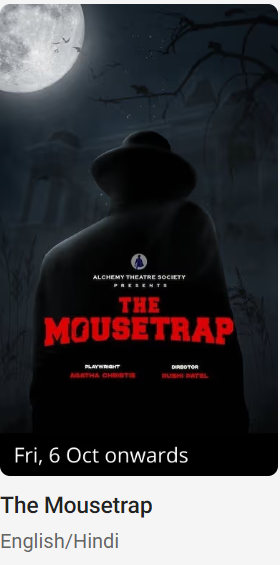 ALCHEMY THEATRE SOCIETY
PRESENTS
THE
MOUSETRAP
PLAYWRIGHT DIRECTOR
AGATHA CHRISTIE RUSHI PATEL
Fri, 6 Oct onwards
The Mousetrap
English/Hindi